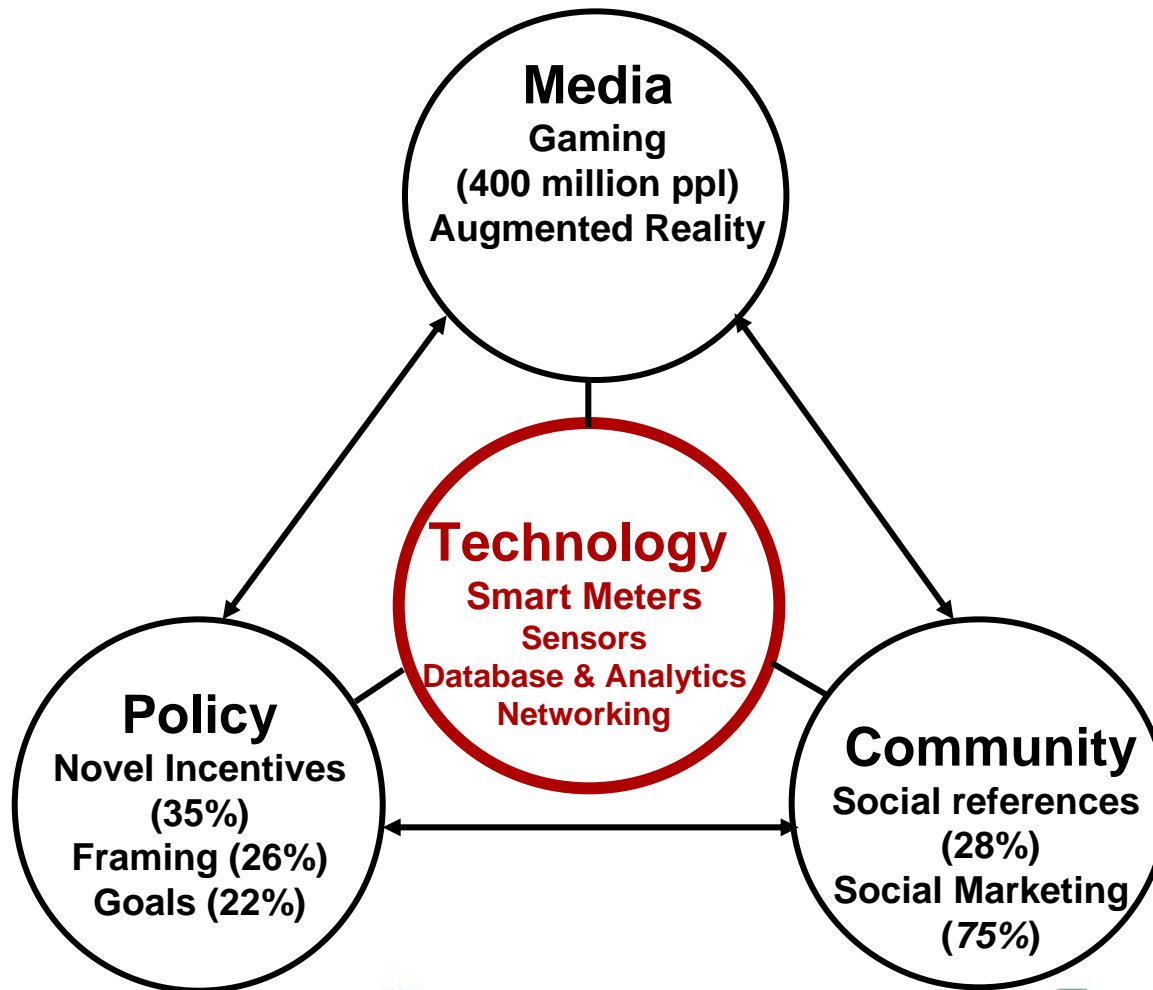 Media
Gaming
(400 million ppl)
Augmented Reality
Technology
Smart Meters
Sensors
Database & Analytics
Networking
Policy
Novel Incentives
(35%)
Framing (26%)
Goals (22%)
Community
Social references
(28%)
Social Marketing
(75%)